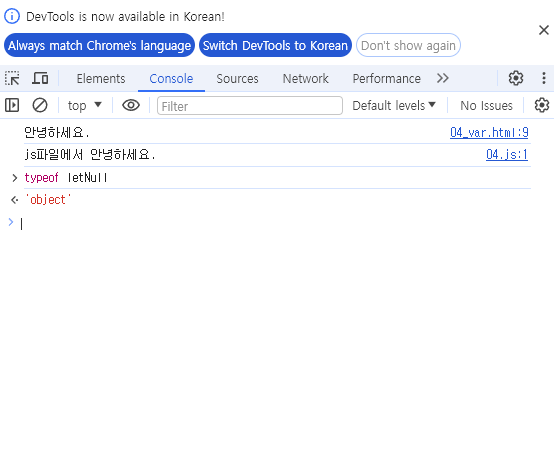 DevTools is now available in Korean!
Always match Chrome's language Switch DevTools to Korean Don't show again
Elements Console Sources Network Performance
top Filter Default levels No Issues
안녕하세요. 04_var.html:9
js파일에서 안녕하세요. 04.js:1
typeof letNull
'object'